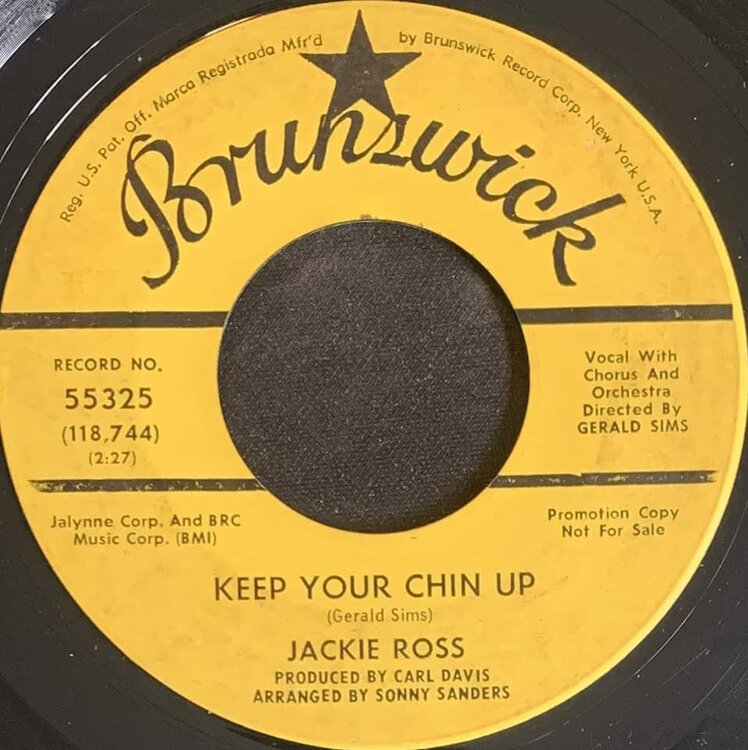 Reg. U.S. Pat. Off. Marca Registrada Mfr'd by Brunswick Record Corp. New York U.S.A.
Brunswick
RECORD NO.
55325
(118,744)
(2:27)
Vocal With
Chorus And
Orchestra
Directed By
GERALD SIMS
Jalynne Corp. And BRC
Music Corp. (BMI)
Promotion Copy
Not For Sale
KEEP YOUR CHIN UP
(Gerald Sims)
JACKIE ROSS
PRODUCED BY CARL DAVIS
ARRANGED BY SONNY SANDERS